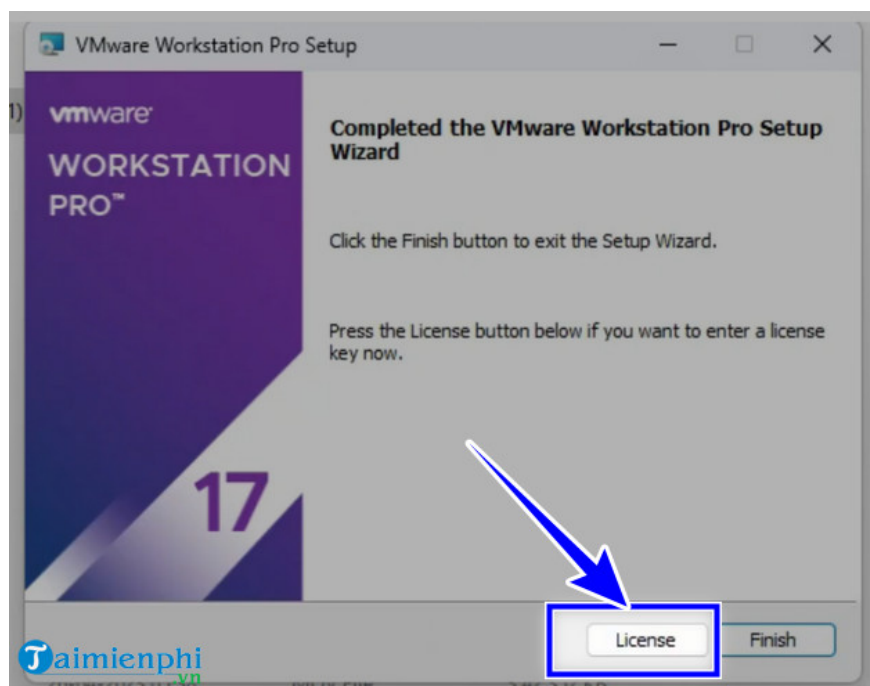 VMware Workstation Pro Setup
1)
vmware
WORKSTATION
PRO™
Completed the VMware Workstation Pro Setup
Wizard
Click the Finish button to exit the Setup Wizard.
Press the License button below if you want to enter a license
key now.
17
License
Finish
Taimienphi
.vn